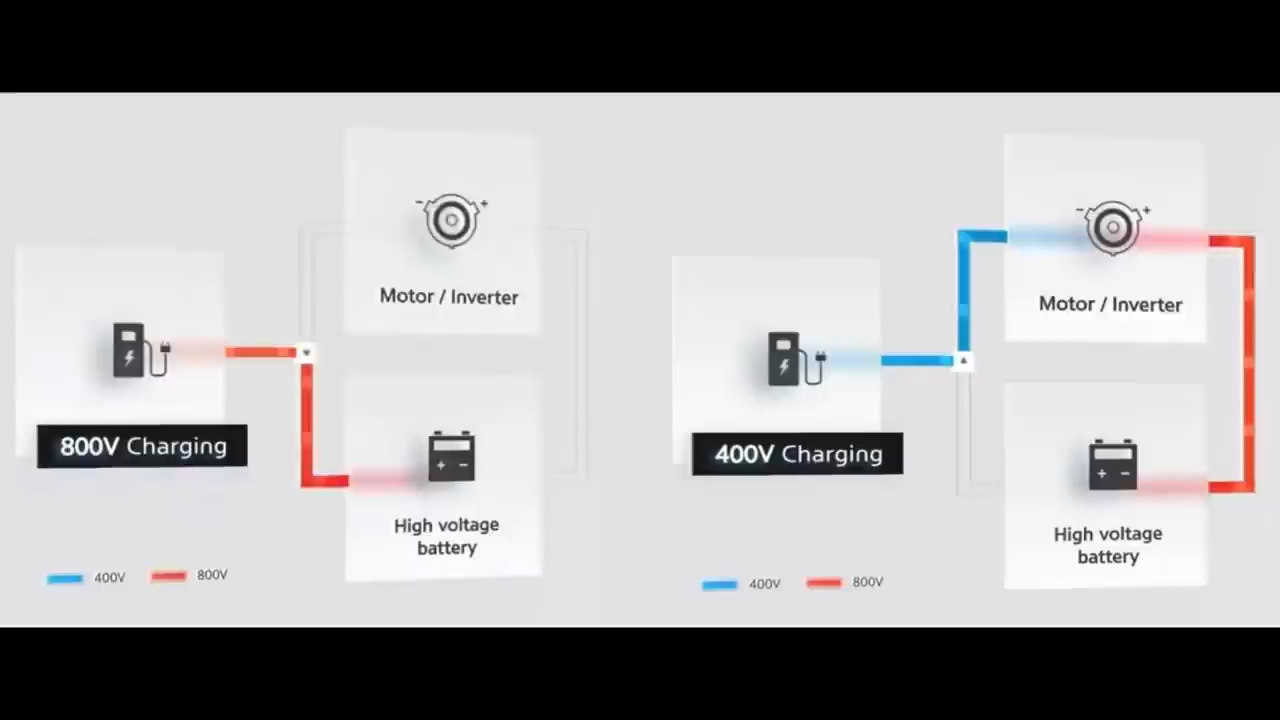 Motor / Inverter
800V Charging
High voltage
battery
400V
800V
Motor / Inverter
400V Charging
High voltage
battery
400V
800V